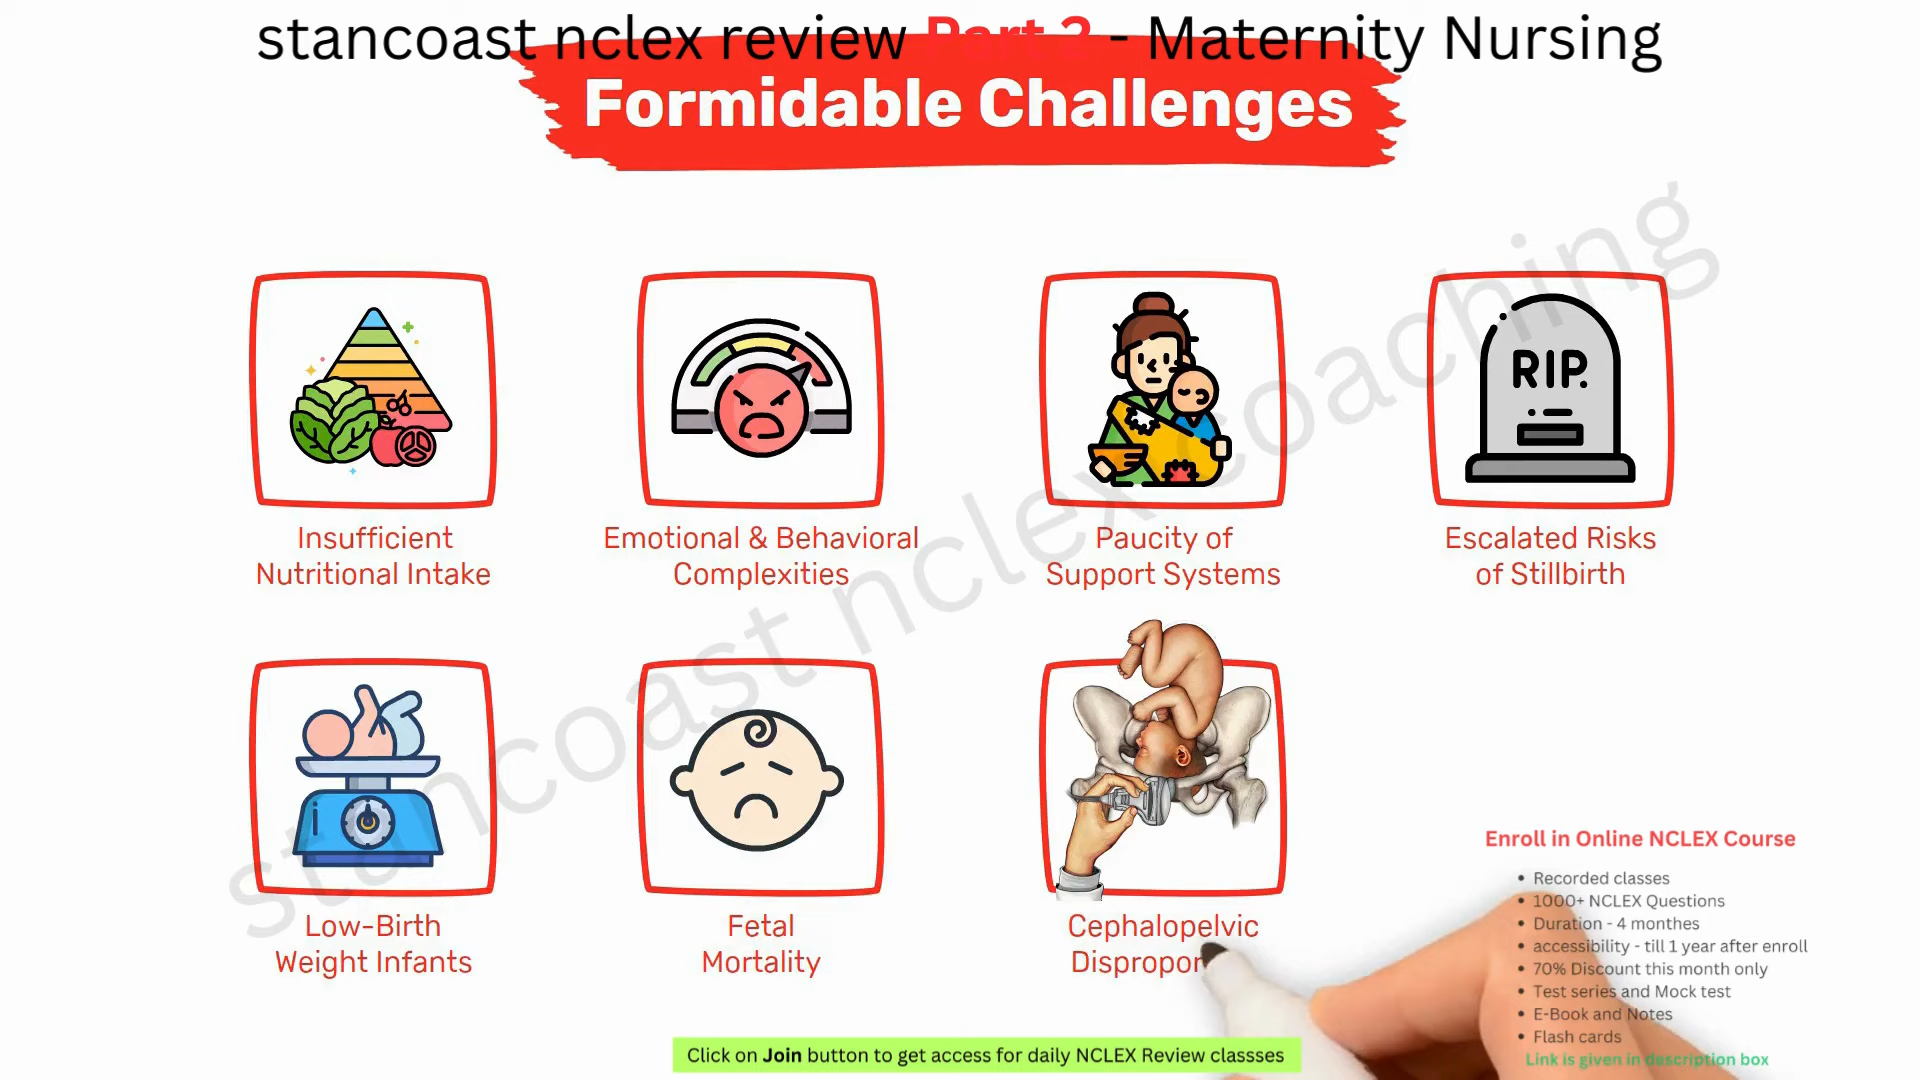 stancoast nclex review Part 2 - Maternity Nursing
Formidable Challenges
RIP.
Insufficient
Nutritional Intake
Emotional & Behavioral
Complexities
Paucity of
Support Systems
Escalated Risks
of Stillbirth
stancoast nclex coaching
Low-Birth
Weight Infants
Fetal
Mortality
Cephalopelvic
Dispropor
Enroll in Online NCLEX Course
• Recorded classes
• 1000+ NCLEX Questions
• Duration - 4 monthes
• accessibility - till 1 year after enroll
• 70% Discount this month only
• Test series and Mock test
• E-Book and Notes
• Flash cards
Link is given in description box
Click on Join button to get access for daily NCLEX Review classses